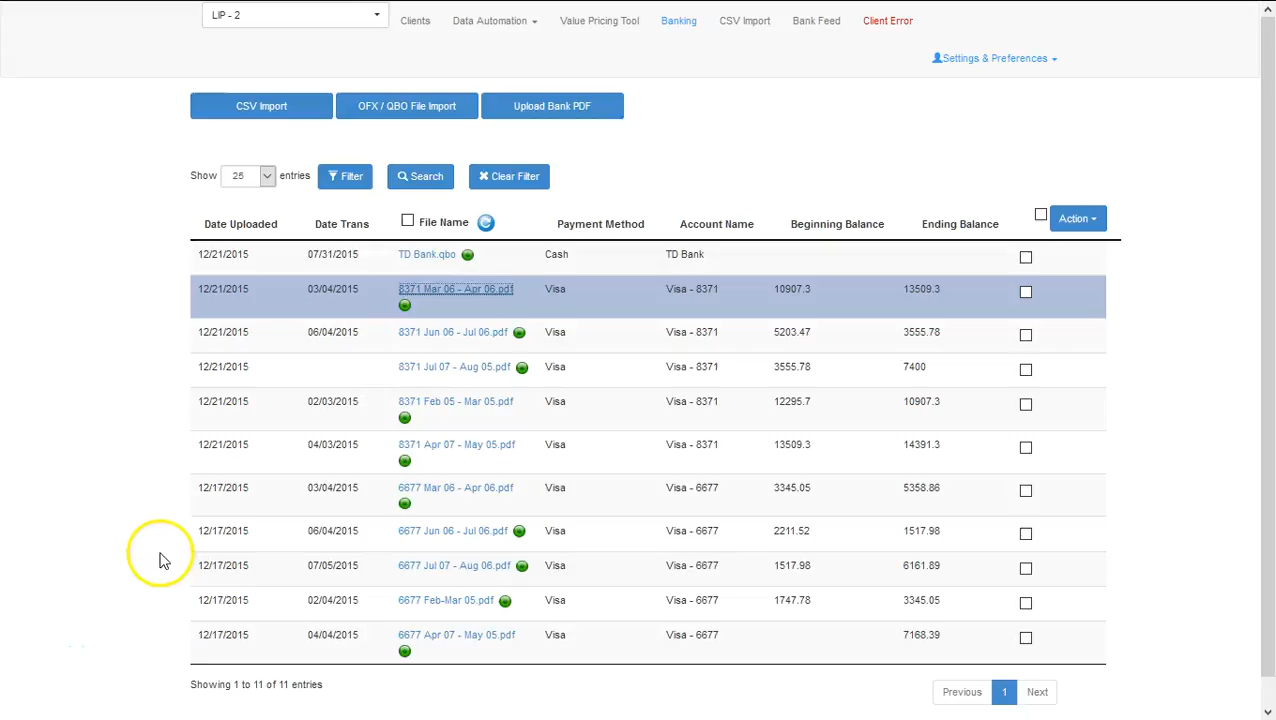 LIP - 2 Clients Data Automation Value Pricing Tool Banking CSV Import Bank Feed Client Error
Settings & Preferences
CSV Import OFX / QBO File Import Upload Bank PDF
Show 25 entries Filter Search Clear Filter
Date Uploaded Date Trans File Name Payment Method Account Name Beginning Balance Ending Balance Action
12/21/2015 07/31/2015 TD Bank.qbo Cash TD Bank
12/21/2015 03/04/2015 8371 Mar 06 - Apr 06.pdf Visa Visa - 8371 10907.3 13509.3
12/21/2015 06/04/2015 8371 Jun 06 - Jul 06.pdf Visa Visa - 8371 5203.47 3555.78
12/21/2015 8371 Jul 07 - Aug 05.pdf Visa Visa - 8371 3555.78 7400
12/21/2015 02/03/2015 8371 Feb 05 - Mar 05.pdf Visa Visa - 8371 12295.7 10907.3
12/21/2015 04/03/2015 8371 Apr 07 - May 05.pdf Visa Visa - 8371 13509.3 14391.3
12/17/2015 03/04/2015 6677 Mar 06 - Apr 06.pdf Visa Visa - 6677 3345.05 5358.86
12/17/2015 06/04/2015 6677 Jun 06 - Jul 06.pdf Visa Visa - 6677 2211.52 1517.98
12/17/2015 07/05/2015 6677 Jul 07 - Aug 06.pdf Visa Visa - 6677 1517.98 6161.89
12/17/2015 02/04/2015 6677 Feb-Mar 05.pdf Visa Visa - 6677 1747.78 3345.05
12/17/2015 04/04/2015 6677 Apr 07 - May 05.pdf Visa Visa - 6677 7168.39
Showing 1 to 11 of 11 entries
Previous 1 Next